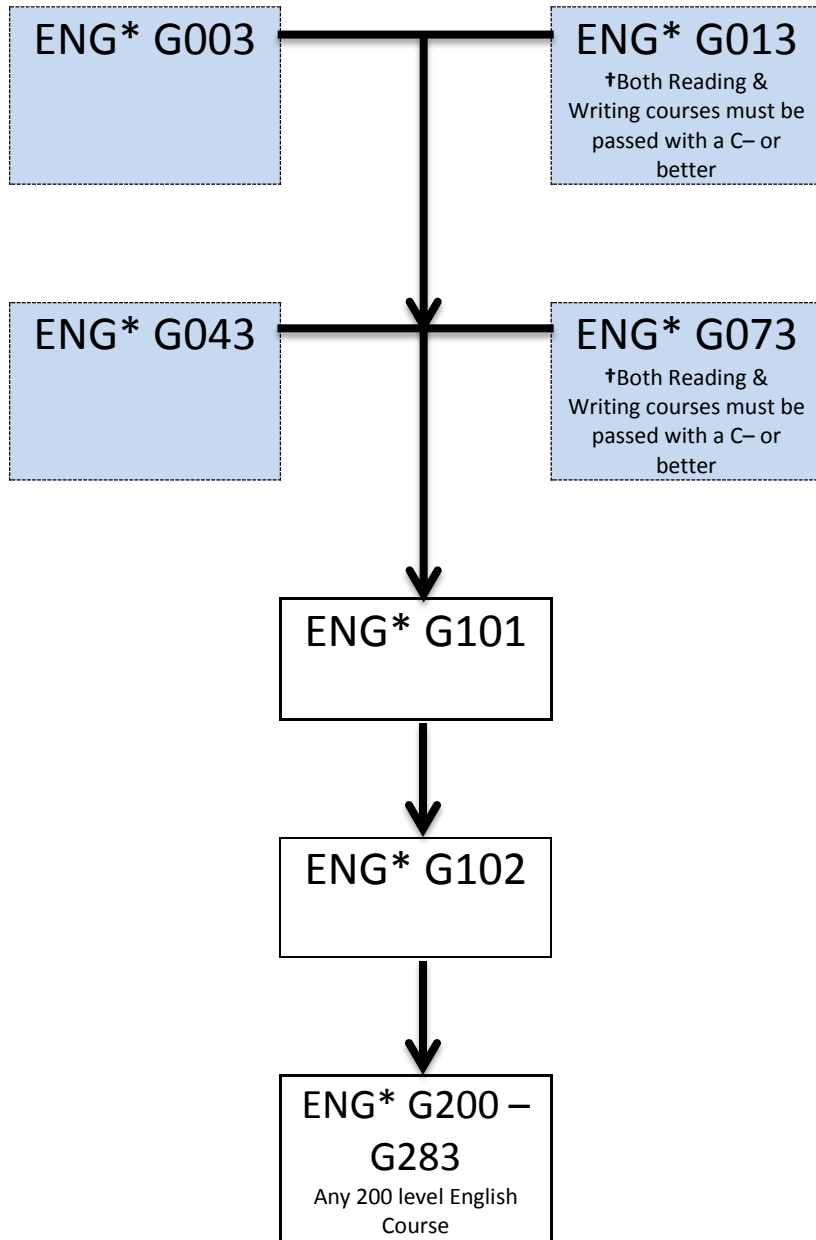 ENG* G003
ENG* G013
†Both Reading &
Writing courses must be
passed with a C– or
better
ENG* G043
ENG* G073
†Both Reading &
Writing courses must be
passed with a C– or
better
ENG* G101
ENG* G102
ENG* G200 –
G283
Any 200 level English
Course